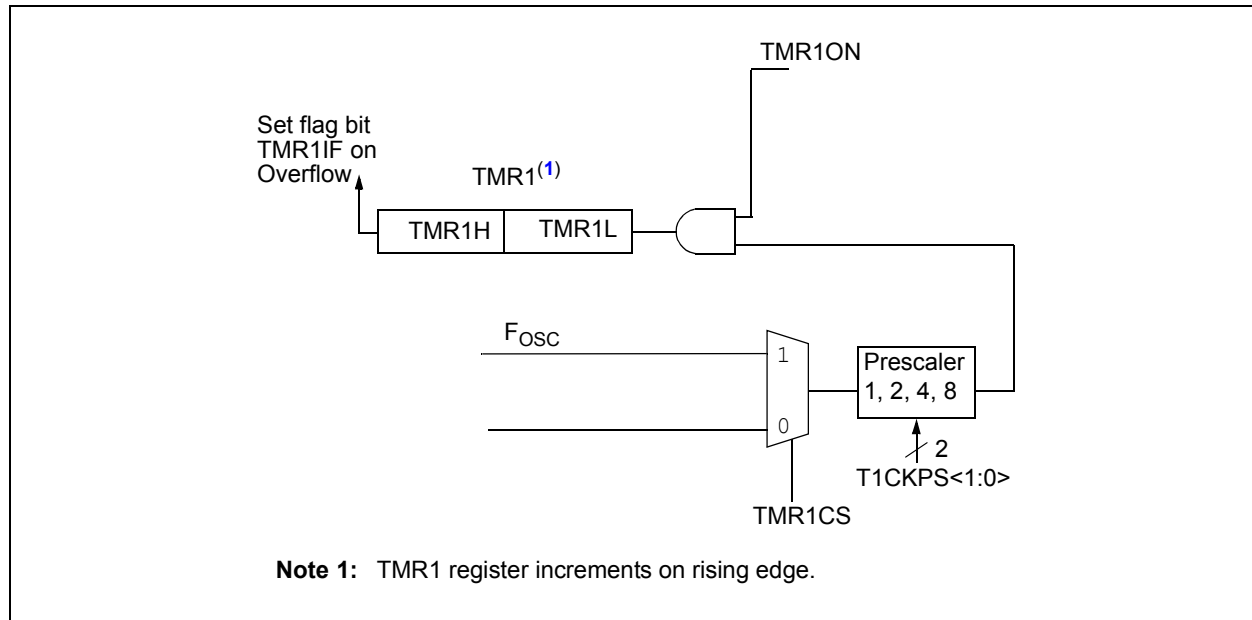 TMR1ON
Set flag bit
TMR1IF on
Overflow
TMR1(1)
TMR1H
TMR1L
FOSC
1
Prescaler
1, 2, 4, 8
0
2
T1CKPS<1:0>
TMR1CS
Note 1: TMR1 register increments on rising edge.